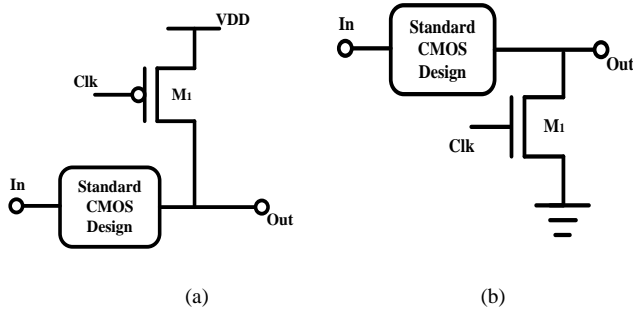 VDD
Clk
M1
In
Standard
CMOS
Design
Out
(a)
In
Standard
CMOS
Design
Out
Clk
M1
(b)